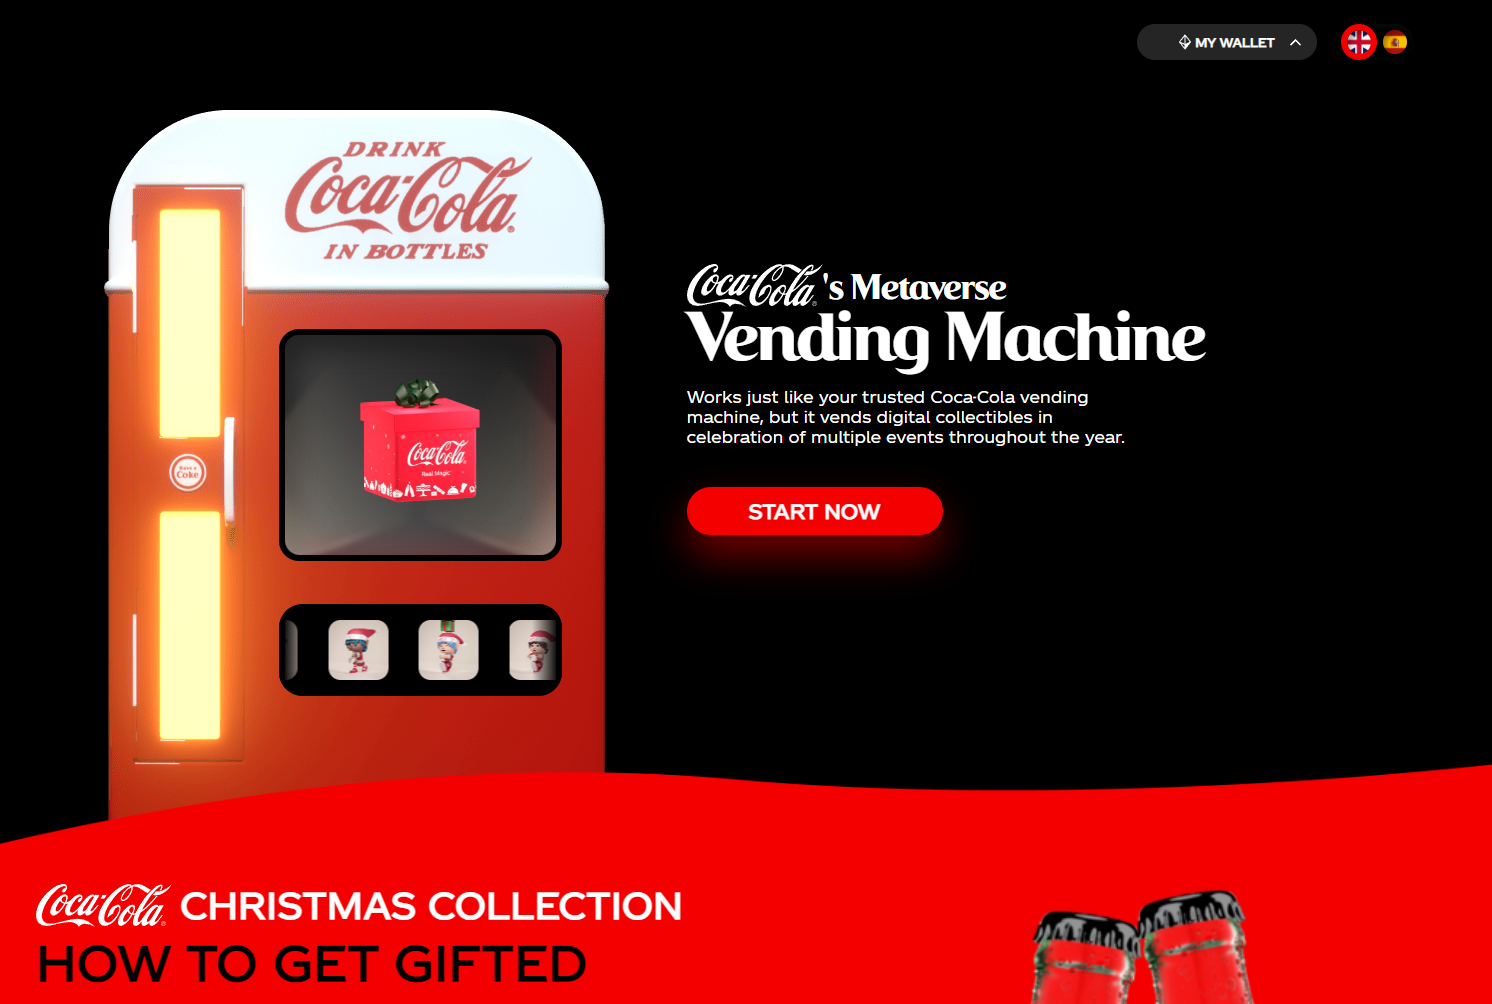 MY WALLET
DRINK
Coca-Cola
IN BOTTLES
Have a
Coke
Coca-Cola
Real Magic
Coca-Cola's Metaverse
Vending Machine
Works just like your trusted Coca-Cola vending
machine, but it vends digital collectibles in
celebration of multiple events throughout the year.
START NOW
Coca-Cola CHRISTMAS COLLECTION
HOW TO GET GIFTED